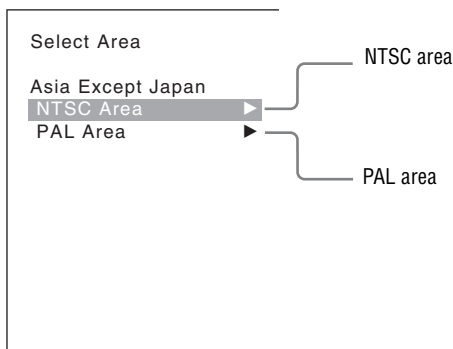 Select Area
Asia Except Japan
NTSC Area ▶
PAL Area ▶
NTSC area
PAL area